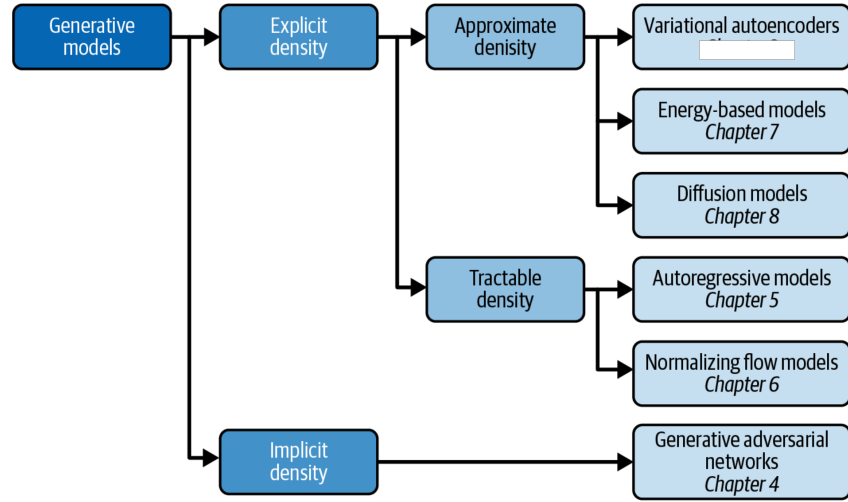 Generative
models
Explicit
density
Approximate
denisity
Variational autoencoders
Energy-based models
Chapter 7
Diffusion models
Chapter 8
Tractable
density
Autoregressive models
Chapter 5
Normalizing flow models
Chapter 6
Implicit
density
Generative adversarial
networks
Chapter 4